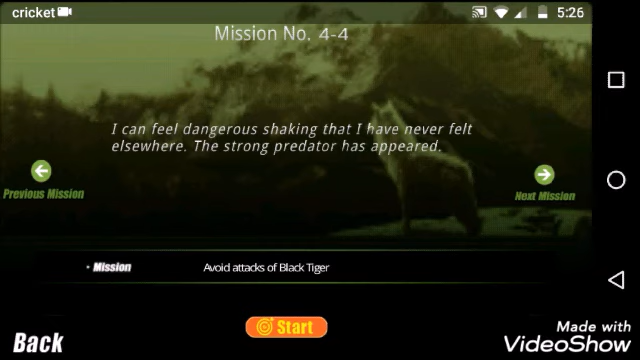 cricket 5:26
Mission No. 4-4
I can feel dangerous shaking that I have never felt
elsewhere. The strong predator has appeared.
Previous Mission
Next Mission
• Mission Avoid attacks of Black Tiger
Start
Back
Made with
VideoShow